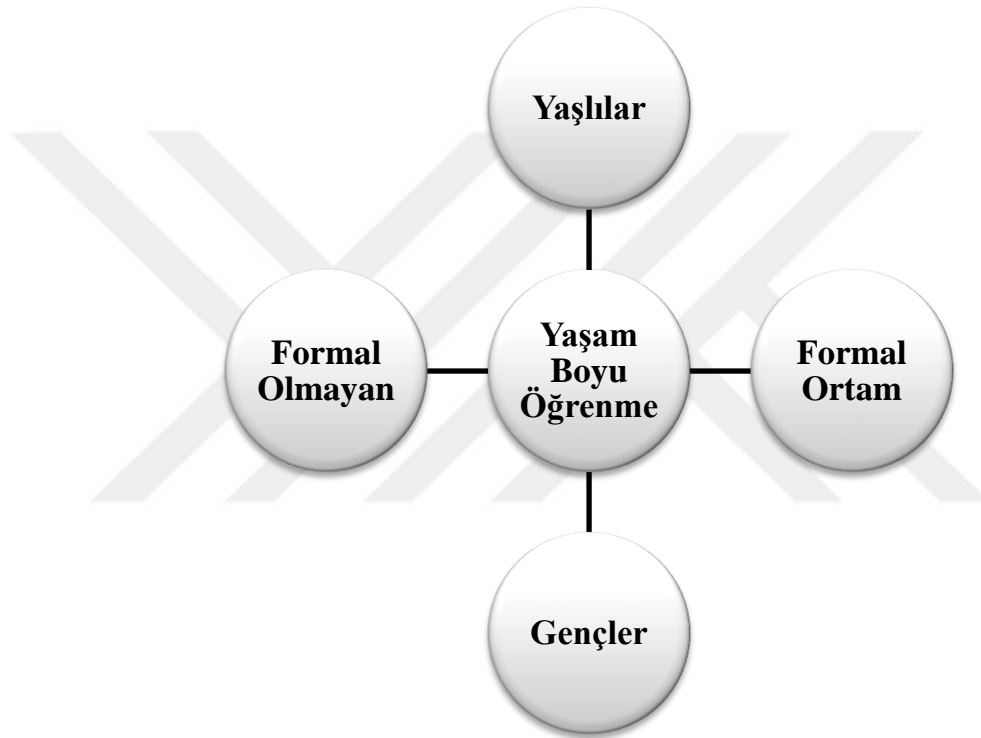 Yaşlılar
Formal
Olmayan
Yaşam
Boyu
Öğrenme
Formal
Ortam
Gençler